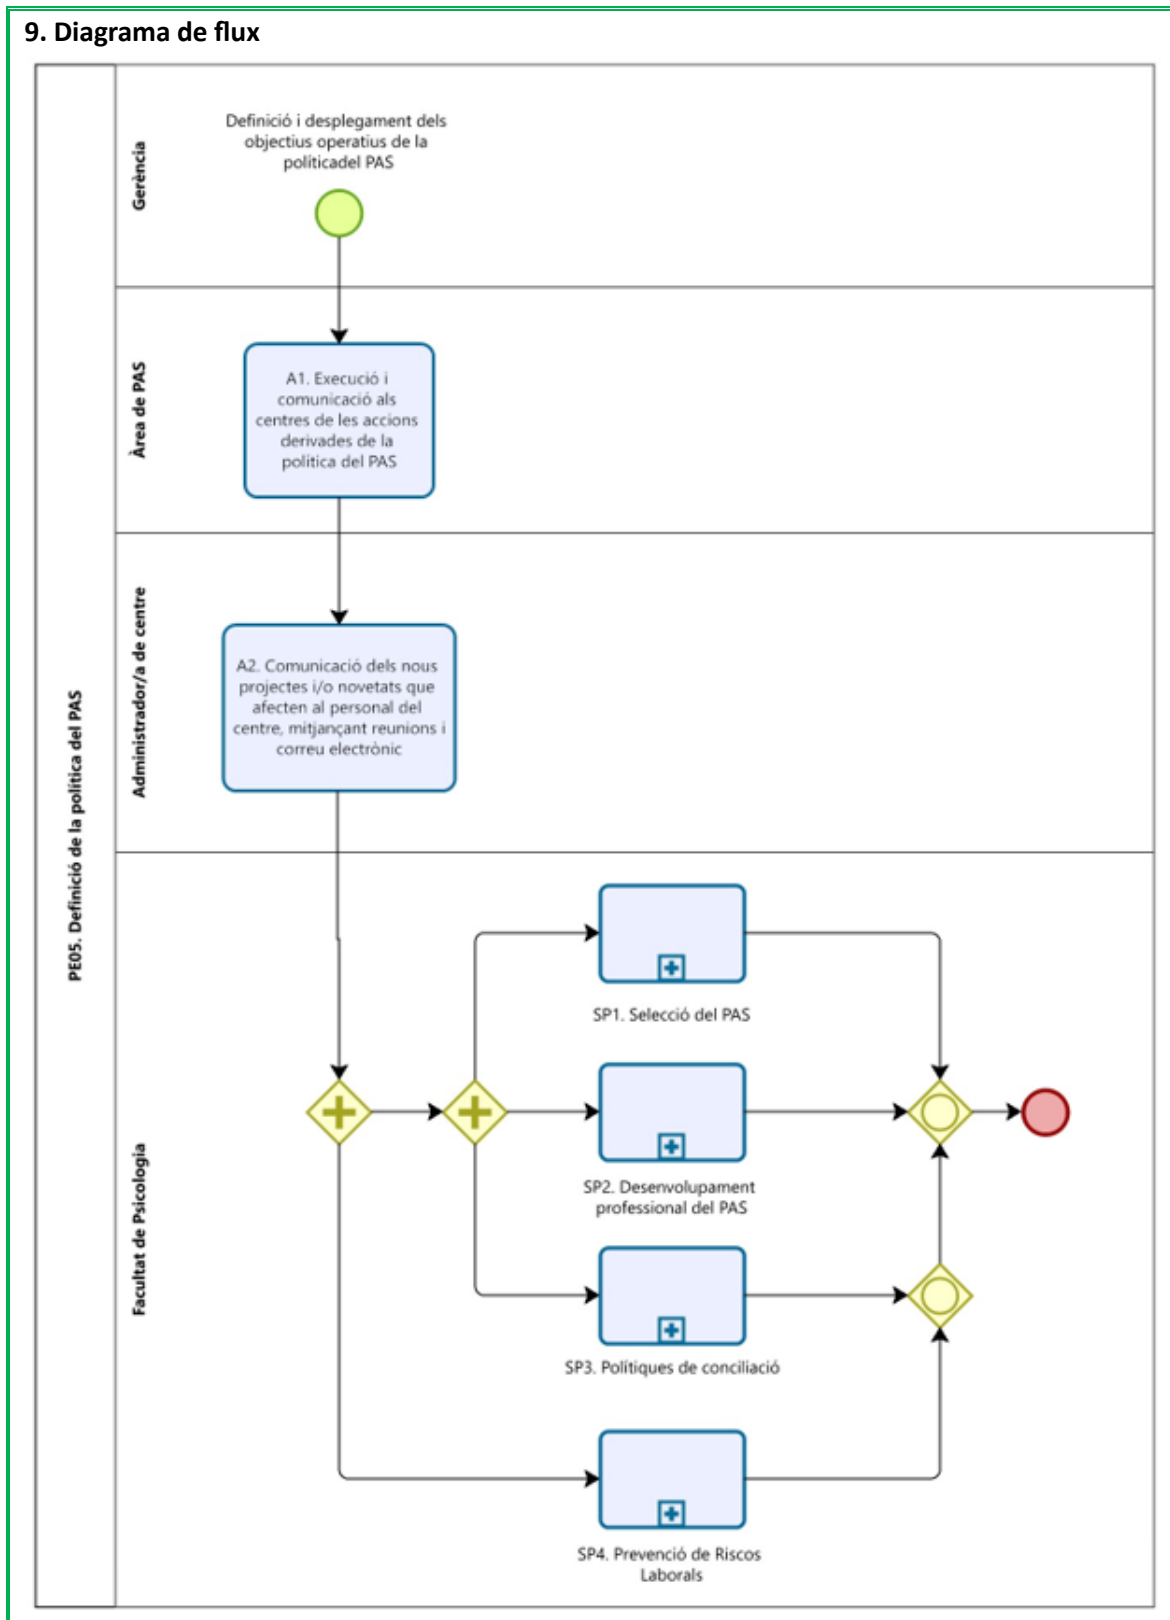 9. Diagrama de flux
PE05. Definició de la política del PAS
Gerència
Definició i desplegament dels
objectius operatius de la
políticadel PAS
Àrea de PAS
A1. Execució i
comunicació als
centres de les accions
derivades de la
política del PAS
Administrador/a de centre
A2. Comunicació dels nous
projectes i/o novetats que
afecten al personal del
centre, mitjançant reunions i
correu electrònic
Facultat de Psicologia
SP1. Selecció del PAS
SP2. Desenvolupament
professional del PAS
SP3. Polítiques de conciliació
SP4. Prevenció de Riscos
Laborals